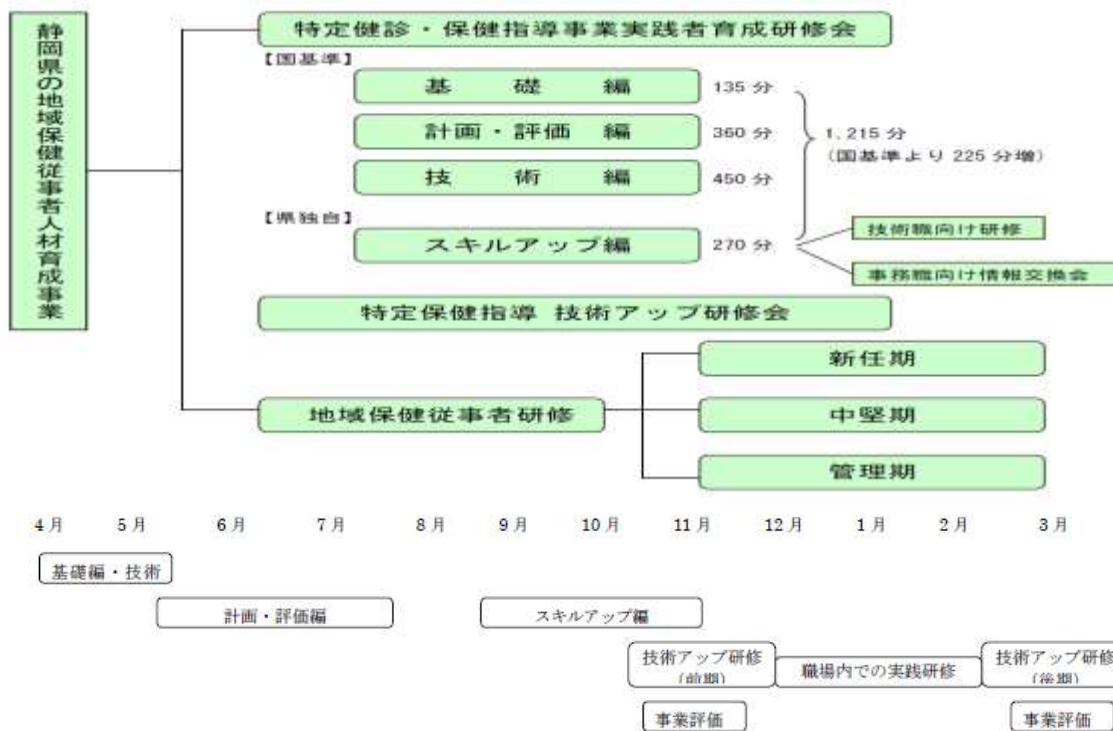 静岡県の地域保健従事者人材育成事業
特定健診・保健指導事業実践者育成研修会
【国基準】
基礎編 135分
計画・評価 編 360分
技術編 450分
1,215分
(国基準より 225分増)
【県独自】
スキルアップ編 270分
技術職向け研修
事務職向け情報交換会
特定保健指導 技術アップ研修会
地域保健従事者研修
新任期
中堅期
管理期
4月 5月 6月 7月 8月 9月 10月 11月 12月 1月 2月 3月
基礎編・技術
計画・評価編
スキルアップ編
技術アップ研修
(前期)
職場内での実践研修
技術アップ研修
(後期)
事業評価
事業評価